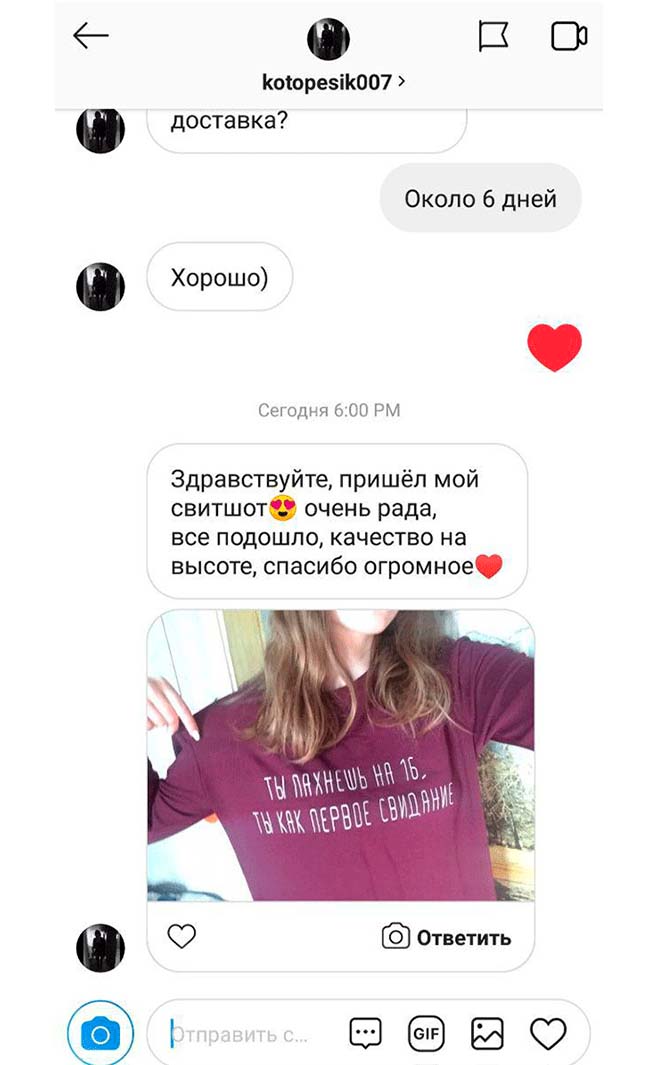 kotopesik007 >
доставка?
Около 6 дней
Хорошо)
Сегодня 6:00 PM
Здравствуйте, пришёл мой
свитшот😍 очень рада,
все подошло, качество на
высоте, спасибо огромное❤️
ТЫ ПАХНЕШЬ НА 16.
ТЫ КАК ПЕРВОЕ СВИДАНИЕ
Ответить
Отправить с...
GIF